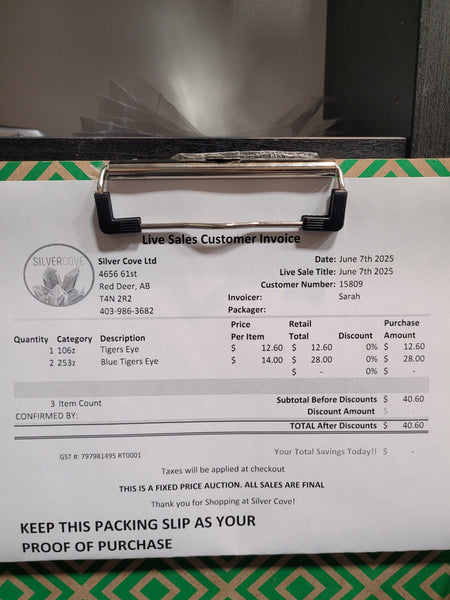 Live Sales Customer Invoice
SILVERCOVE
Silver Cove Ltd
4656 61st
Red Deer, AB
T4N 2R2
403-986-3682
Date: June 7th 2025
Live Sale Title: June 7th 2025
Customer Number: 15809
Invoicer: Sarah
Packager:
Quantity Category Description Price Per Item Retail Total Discount Purchase Amount
1 106z Tigers Eye $ 12.60 $ 12.60 0% $ 12.60
2 253z Blue Tigers Eye $ 14.00 $ 28.00 0% $ 28.00
$ - 0% $ -
3 Item Count Subtotal Before Discounts $ 40.60
CONFIRMED BY: Discount Amount $ -
TOTAL After Discounts $ 40.60
GST #: 797981495 RT0001 Your Total Savings Today!! $ -
Taxes will be applied at checkout
THIS IS A FIXED PRICE AUCTION. ALL SALES ARE FINAL
Thank you for Shopping at Silver Cove!
KEEP THIS PACKING SLIP AS YOUR
PROOF OF PURCHASE